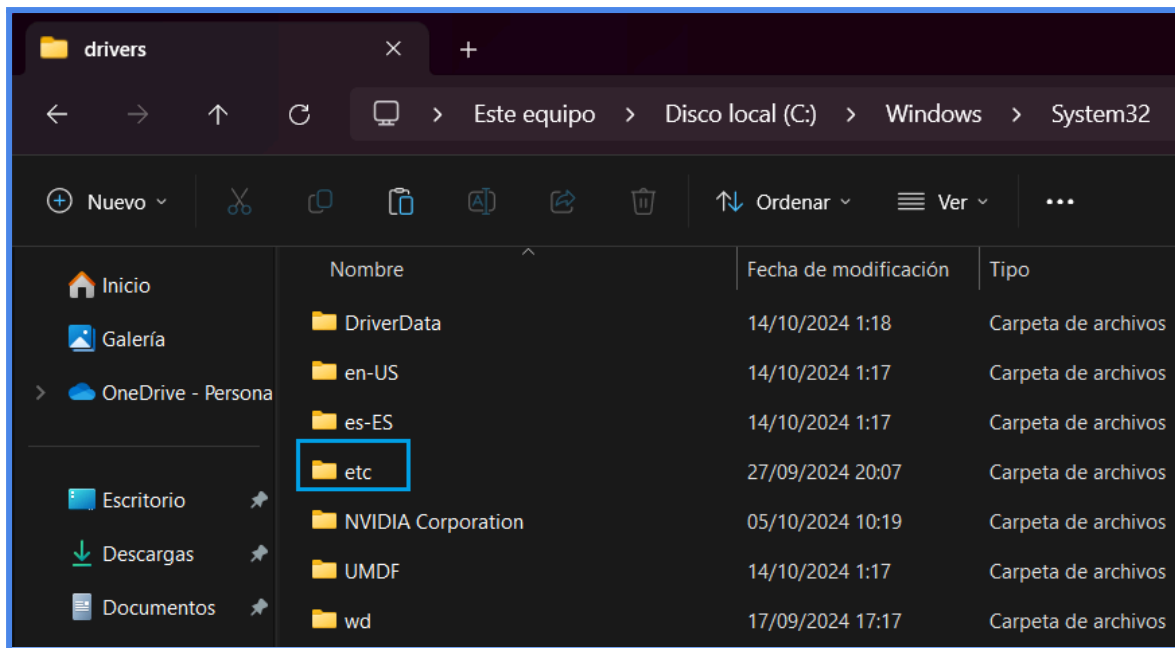 drivers
Este equipo > Disco local (C:) > Windows > System32
Nuevo Ordenar Ver
Nombre Fecha de modificación Tipo
Inicio
Galería
OneDrive - Persona
Escritorio
Descargas
Documentos
DriverData 14/10/2024 1:18 Carpeta de archivos
en-US 14/10/2024 1:17 Carpeta de archivos
es-ES 14/10/2024 1:17 Carpeta de archivos
etc 27/09/2024 20:07 Carpeta de archivos
NVIDIA Corporation 05/10/2024 10:19 Carpeta de archivos
UMDF 14/10/2024 1:17 Carpeta de archivos
wd 17/09/2024 17:17 Carpeta de archivos